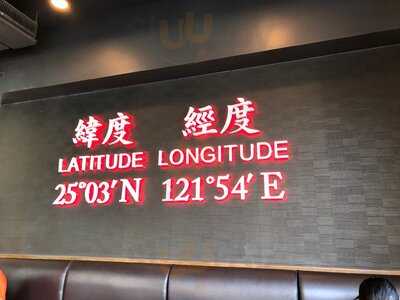 緯度 經度
LATITUDE LONGITUDE
25°03'N 121°54'E